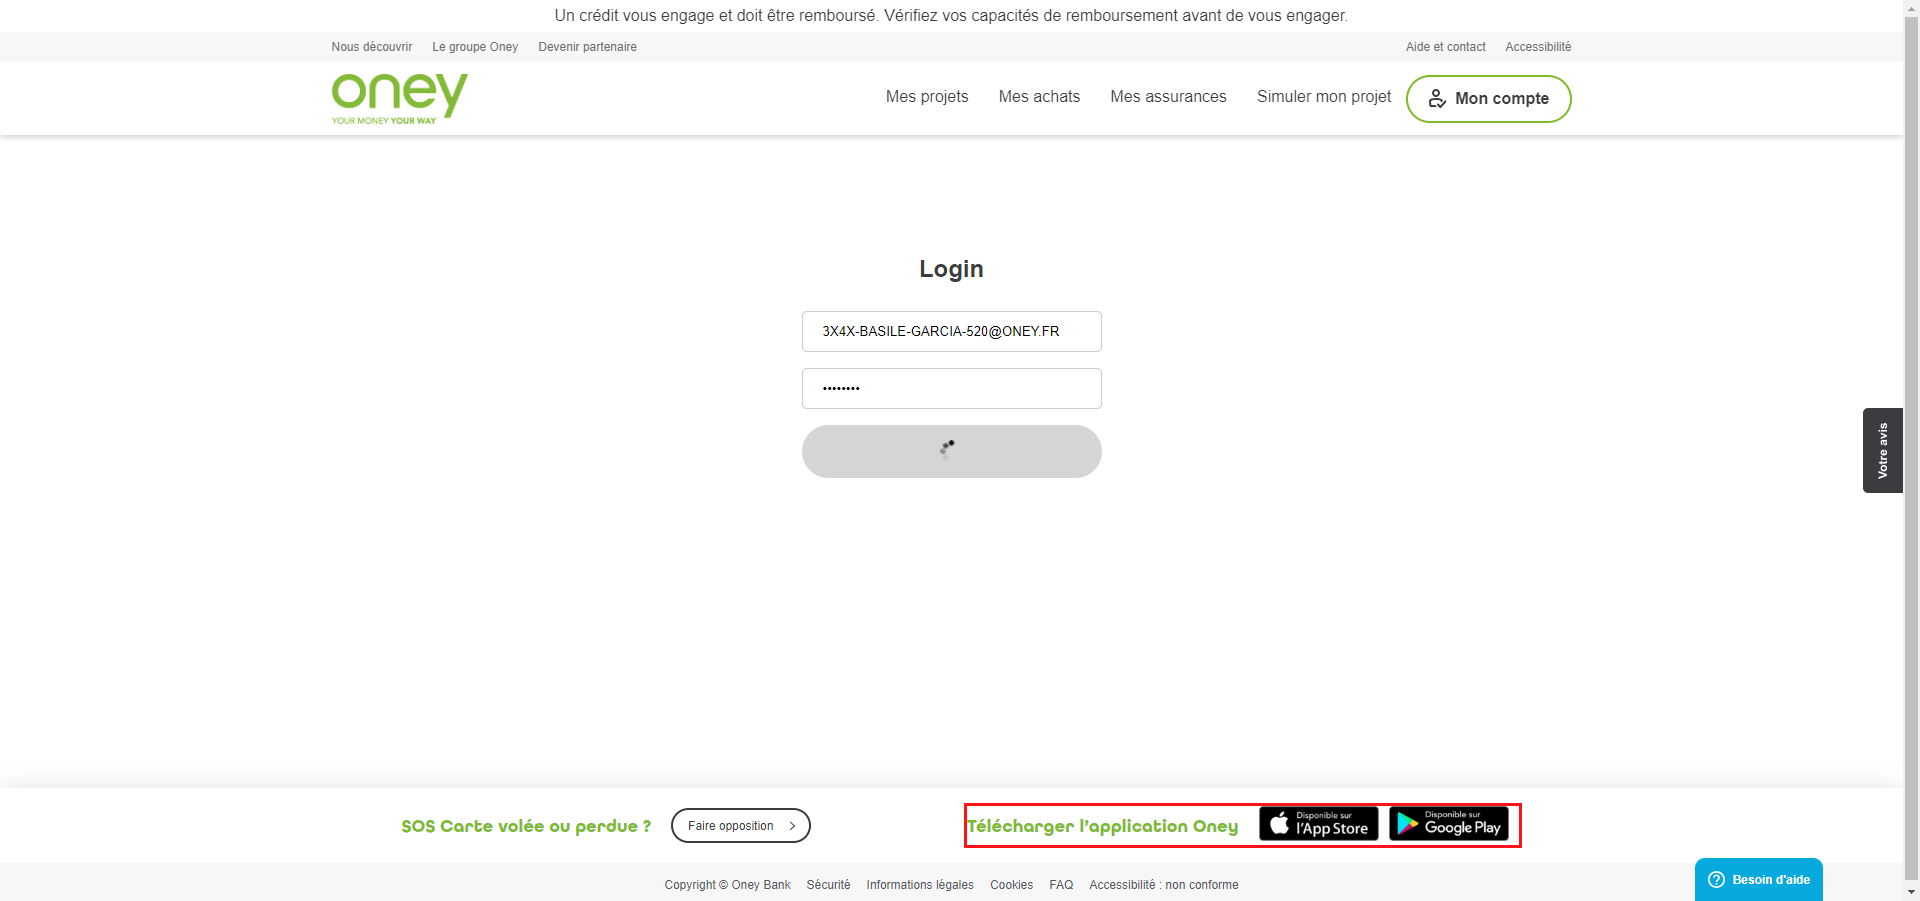 Un crédit vous engage et doit être remboursé. Vérifiez vos capacités de remboursement avant de vous engager.
Nous découvrir Le groupe Oney Devenir partenaire Aide et contact Accessibilité
oney
YOUR MONEY YOUR WAY
Mes projets Mes achats Mes assurances Simuler mon projet Mon compte
Login
3X4X-BASILE-GARCIA-520@ONEY.FR
••••••••
Votre avis
SOS Carte volée ou perdue ? Faire opposition
Télécharger l'application Oney
Disponible sur
l'App Store
Disponible sur
Google Play
Copyright © Oney Bank Sécurité Informations légales Cookies FAQ Accessibilité : non conforme
Besoin d'aide